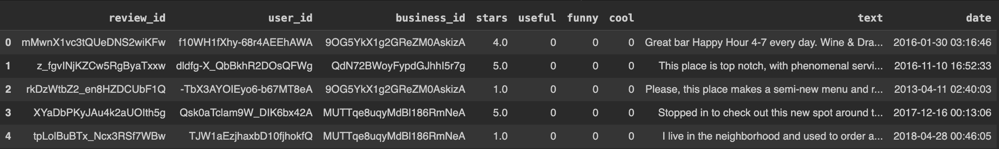 review_id user_id business_id stars useful funny cool text date
0 mMwnX1vc3tQUeDNS2wiKFw f10WH1fXhy-68r4AEEhAWA 9OG5YkX1g2GReZM0AskizA 4.0 0 0 0 Great bar Happy Hour 4-7 every day. Wine & Dra... 2016-01-30 03:16:46
1 z_fgvINjKZCw5RgByaTxxw dldfg-X_QbBkhR2DOsQFWg QdN72BWoyFypdGJhhI5r7g 5.0 0 0 0 This place is top notch, with phenomenal servi... 2016-11-10 16:52:33
2 rkDzWtbZ2_en8HZDCUbF1Q -TbX3AYOIEyo6-b67MT8eA 9OG5YkX1g2GReZM0AskizA 1.0 0 0 0 Please, this place makes a semi-new menu and r... 2013-04-11 02:40:03
3 XYaDbPKyJAu4k2aUOIth5g Qsk0aTclam9W_DIK6bx42A MUTTqe8uqyMdBl186RmNeA 5.0 0 0 0 Stopped in to check out this new spot around t... 2017-12-16 00:13:06
4 tpLolBuBTx_Ncx3RSf7WBw TJW1aEzjhaxbD10fjhokfQ MUTTqe8uqyMdBl186RmNeA 1.0 0 0 0 I live in the neighborhood and used to order a... 2018-04-28 00:46:05